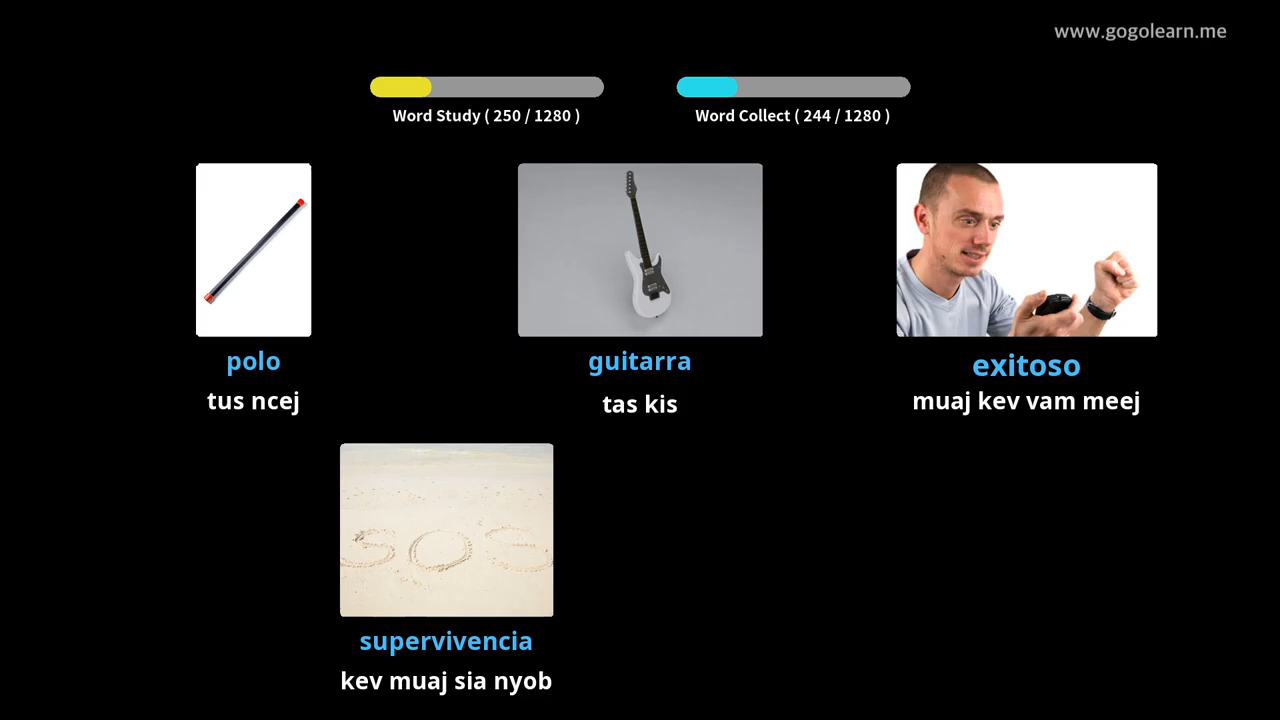 www.gogolearn.me
Word Study ( 250 / 1280 )
Word Collect ( 244 / 1280 )
polo
tus ncej
guitarra
tas kis
exitoso
muaj kev vam meej
SOS
supervivencia
kev muaj sia nyob